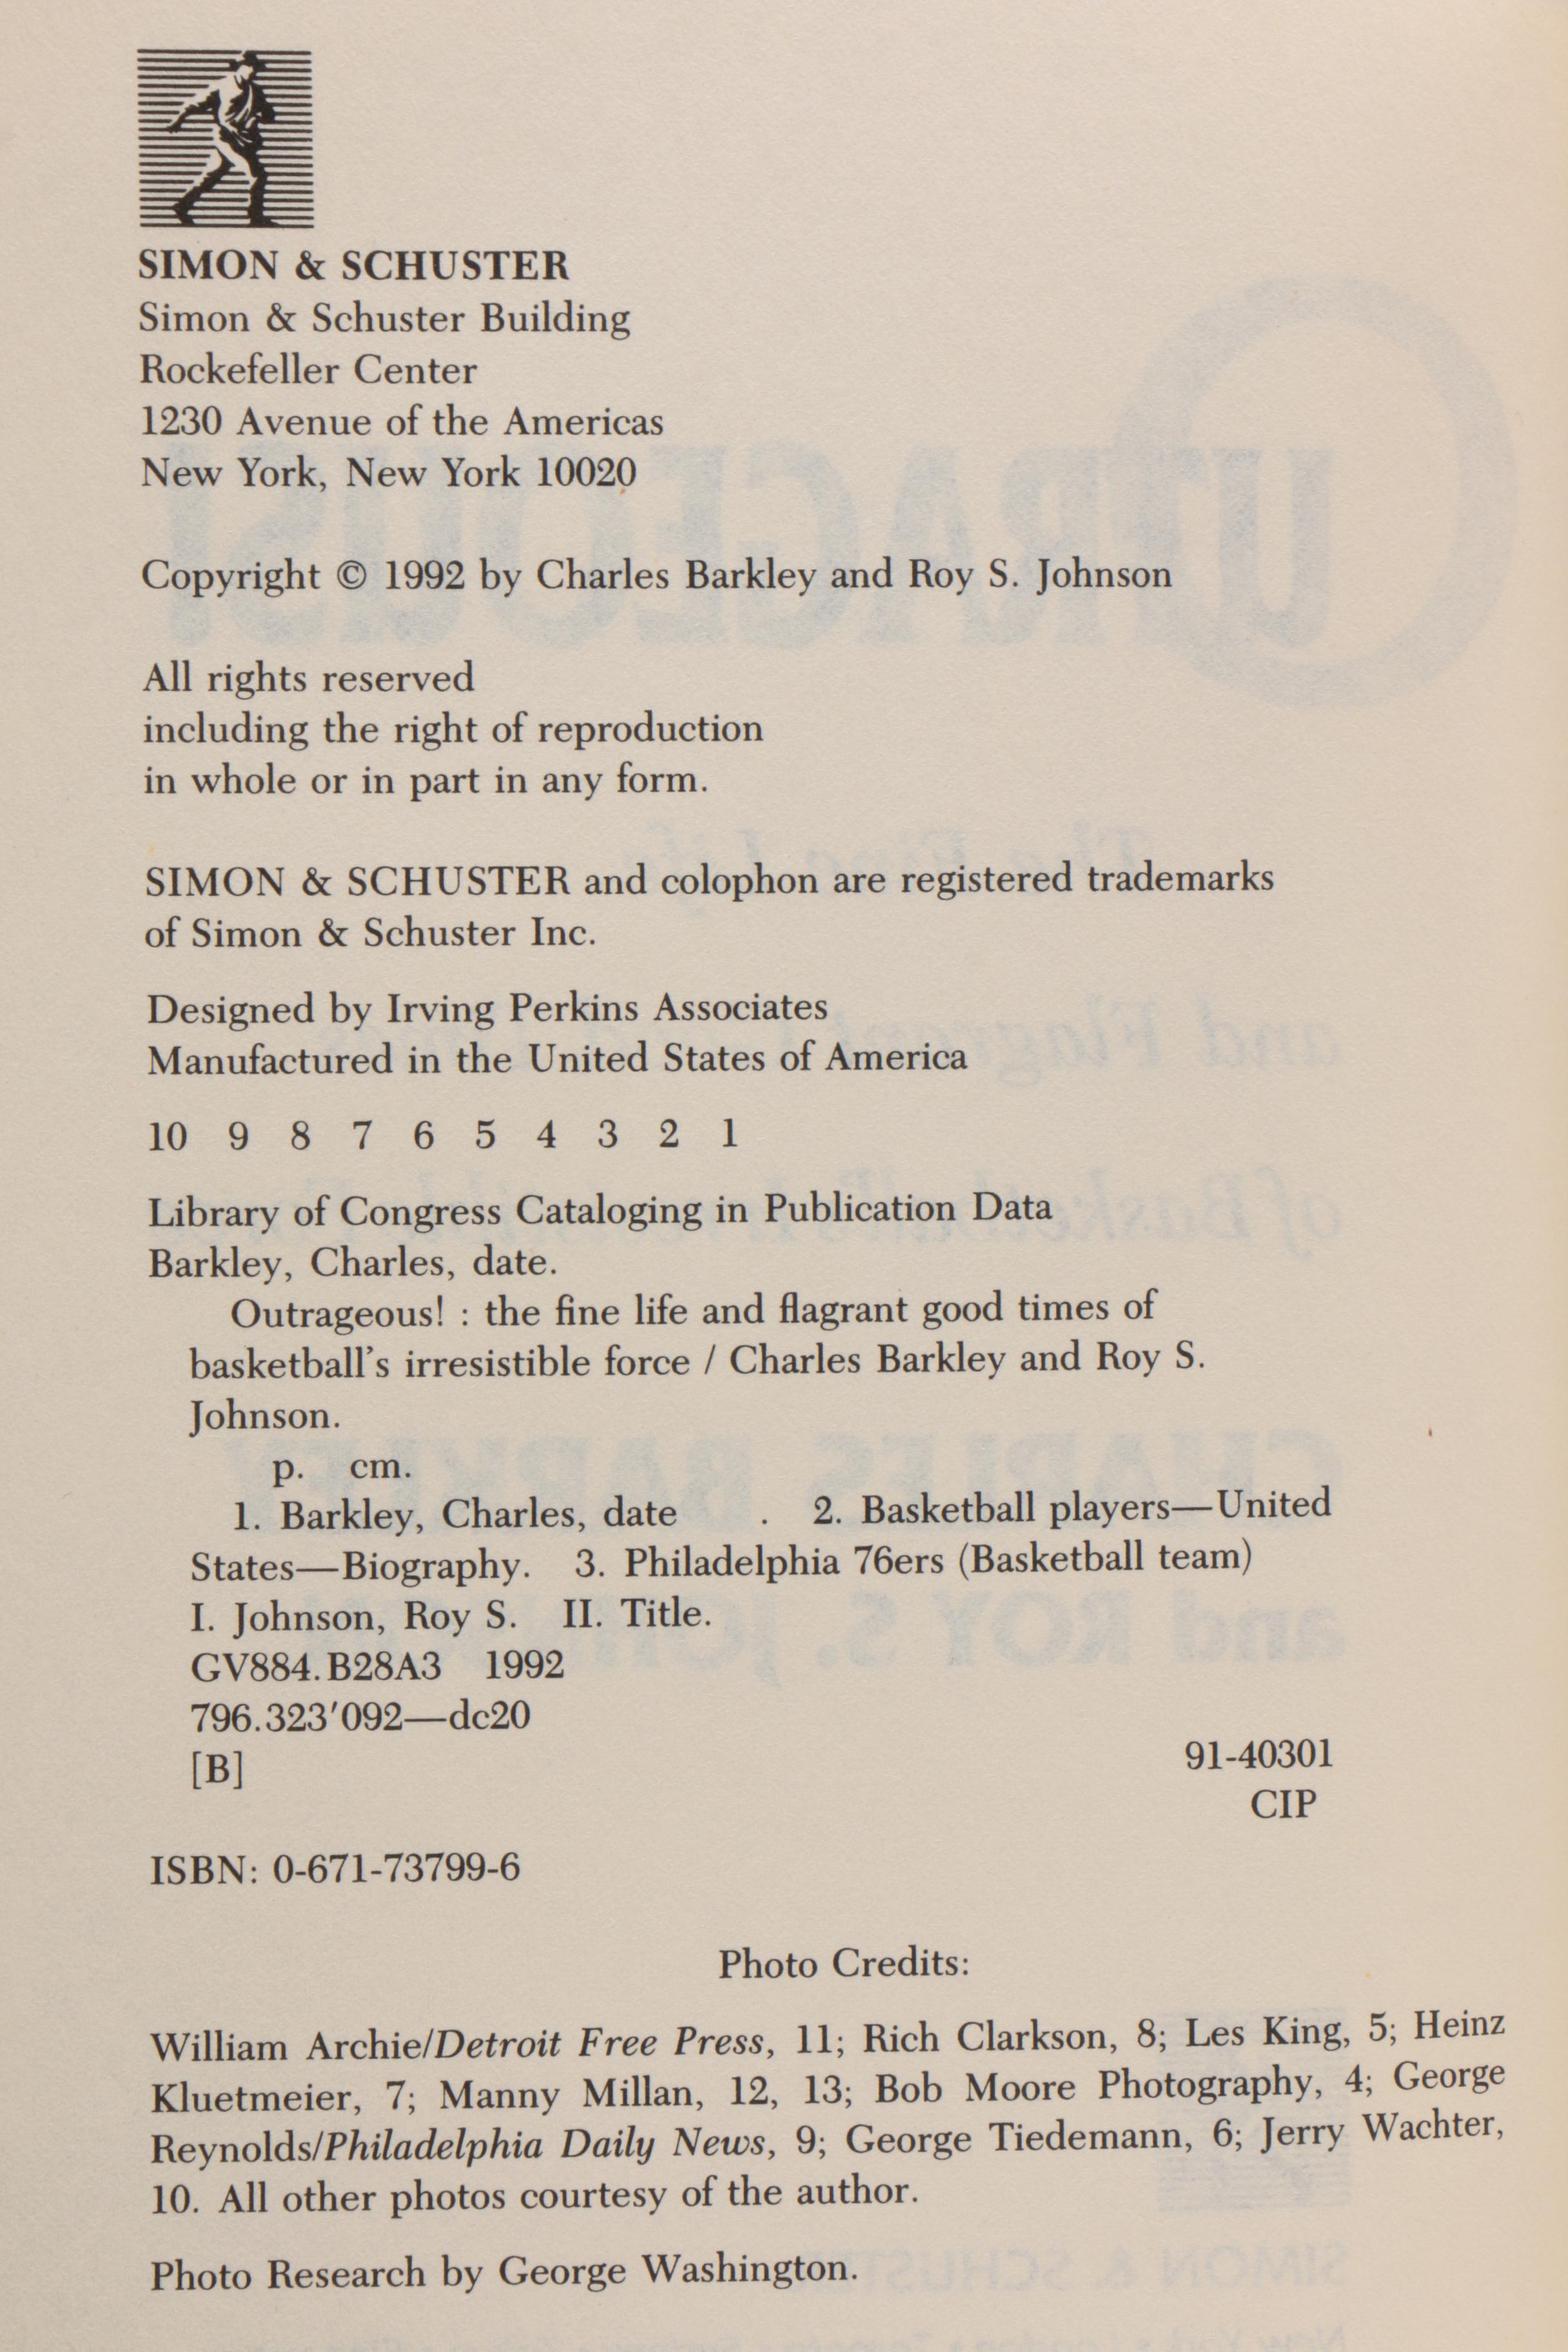 SIMON & SCHUSTER
Simon & Schuster Building
Rockefeller Center
1230 Avenue of the Americas
New York, New York 10020
Copyright © 1992 by Charles Barkley and Roy S. Johnson
All rights reserved
including the right of reproduction
in whole or in part in any form.
SIMON & SCHUSTER and colophon are registered trademarks
of Simon & Schuster Inc.
Designed by Irving Perkins Associates
Manufactured in the United States of America
10 9 8 7 6 5 4 3 2 1
Library of Congress Cataloging in Publication Data
Barkley, Charles, date.
Outrageous! : the fine life and flagrant good times of
basketball's irresistible force / Charles Barkley and Roy S.
Johnson.
p. cm.
1. Barkley, Charles, date . 2. Basketball players—United
States—Biography. 3. Philadelphia 76ers (Basketball team)
I. Johnson, Roy S. II. Title.
GV884.B28A3 1992
796.323′092—dc20
[B] 91-40301
CIP
ISBN: 0-671-73799-6
Photo Credits:
William Archie/Detroit Free Press, 11; Rich Clarkson, 8; Les King, 5; Heinz
Kluetmeier, 7; Manny Millan, 12, 13; Bob Moore Photography, 4; George
Reynolds/Philadelphia Daily News, 9; George Tiedemann, 6; Jerry Wachter,
10. All other photos courtesy of the author.
Photo Research by George Washington.